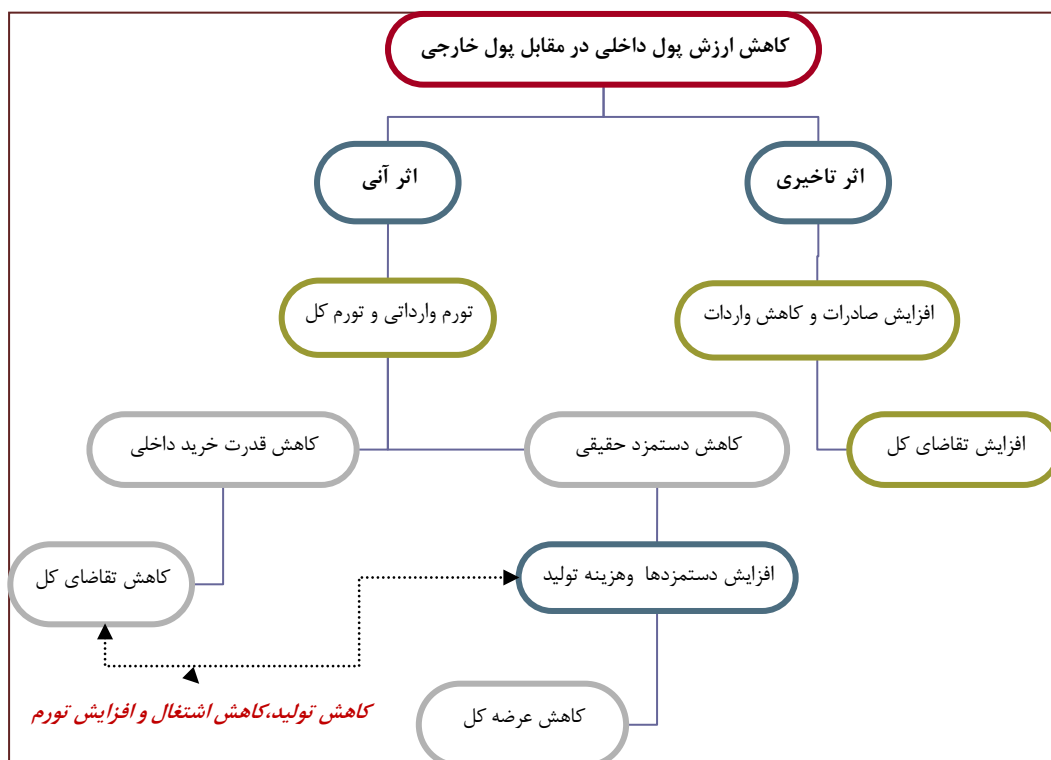 کاهش ارزش پول داخلی در مقابل پول خارجی
اثر تاخیری
اثر آنی
افزایش صادرات و کاهش واردات
تورم وارداتی و تورم کل
افزایش تقاضای کل
کاهش دستمزد حقیقی
کاهش قدرت خرید داخلی
افزایش دستمزدها وهزینه تولید
کاهش تقاضای کل
کاهش عرضه کل
کاهش تولید،کاهش اشتغال و افزایش تورم